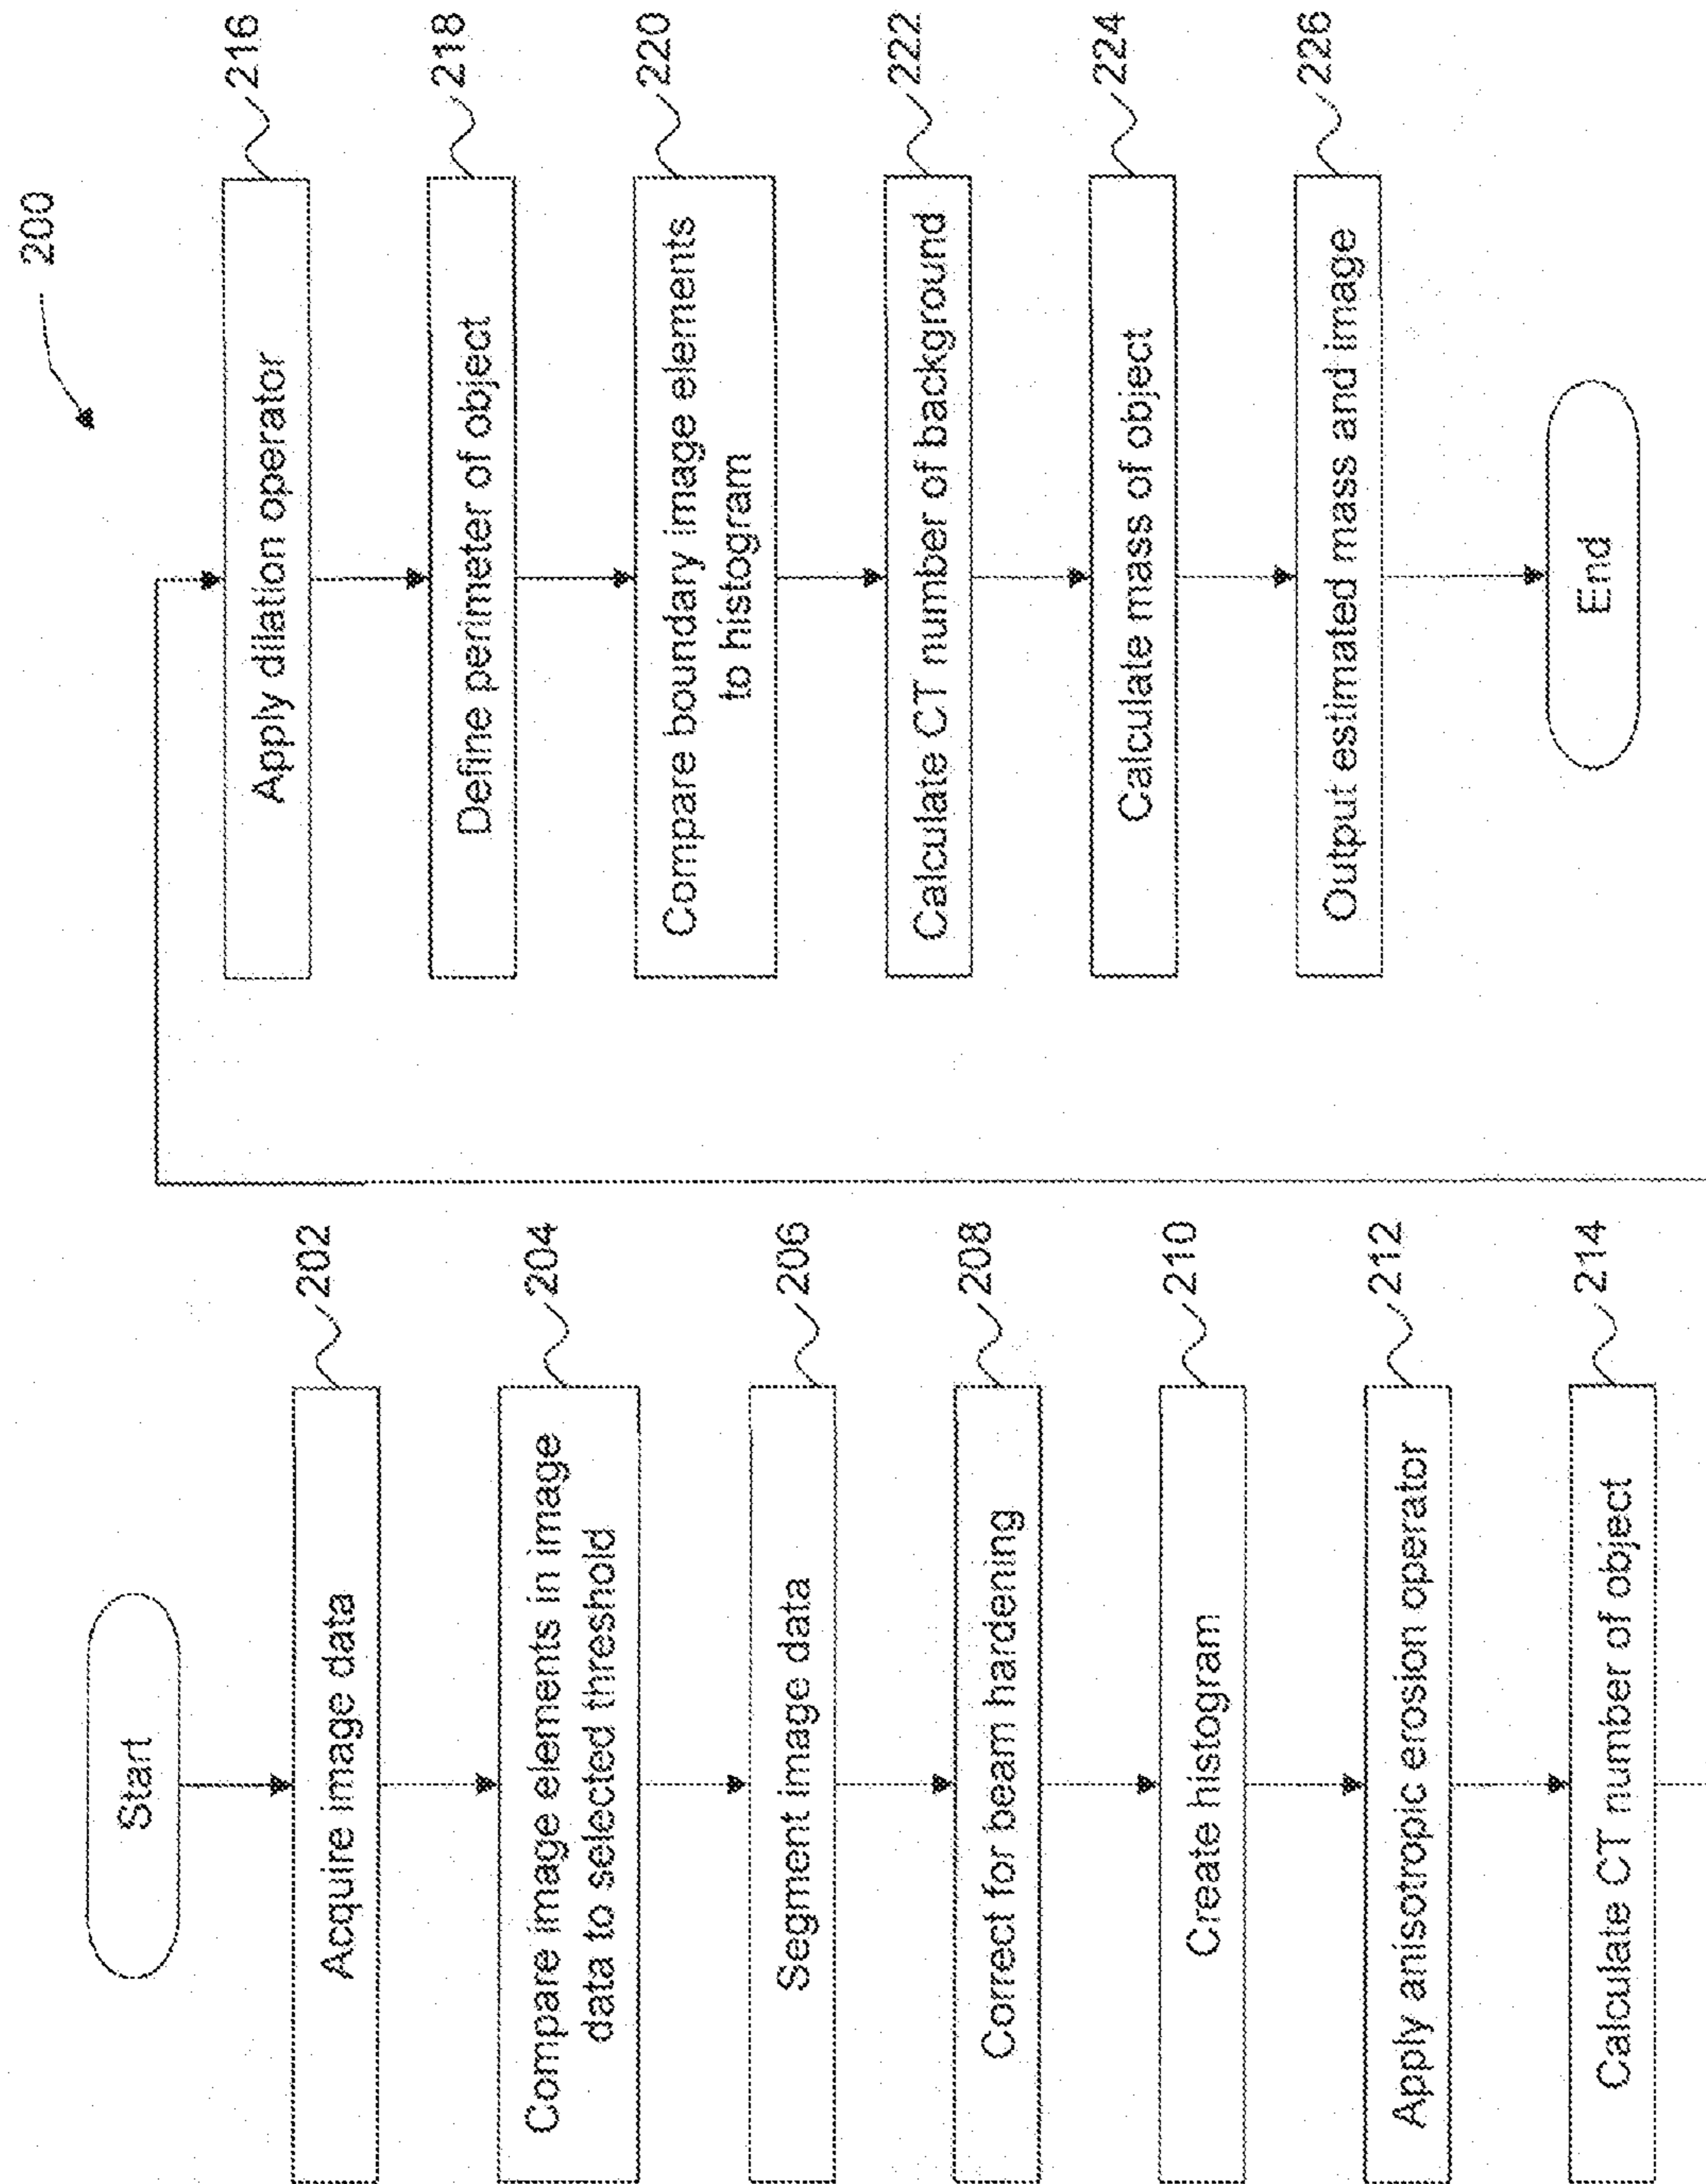 200
Start
Acquire image data
202
Compare image elements in image
data to selected threshold
204
Segment image data
206
Correct for beam hardening
208
Create histogram
210
Apply anisotropic erosion operator
212
Calculate CT number of object
214
Apply dilation operator
216
Define perimeter of object
218
Compare boundary image elements
to histogram
220
Calculate CT number of background
222
Calculate mass of object
224
Output estimated mass and image
226
End